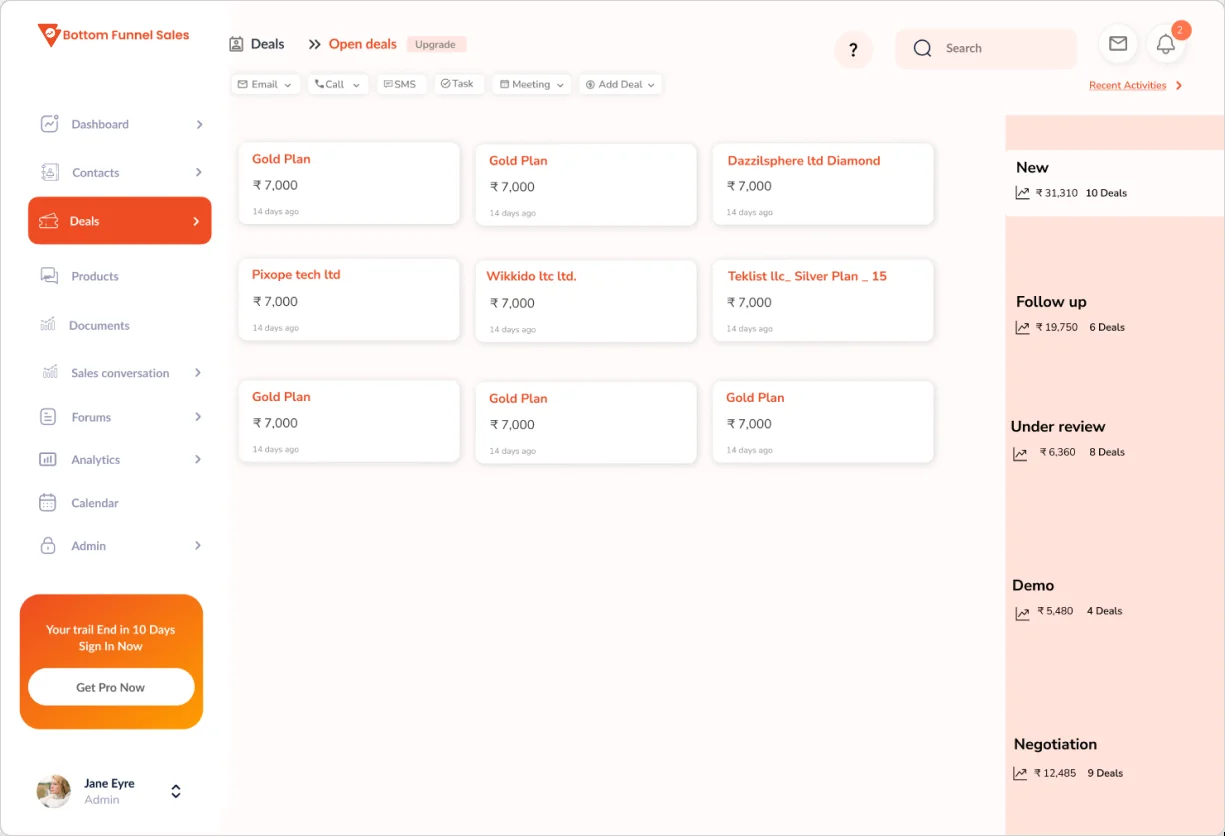 Bottom Funnel Sales
Deals
Open deals
Upgrade
?
Search
2
Email
Call
SMS
Task
Meeting
Add Deal
Recent Activities
Dashboard
Contacts
Deals
Products
Documents
Sales conversation
Forums
Analytics
Calendar
Admin
Your trail End in 10 Days
Sign In Now
Get Pro Now
Jane Eyre
Admin
Gold Plan
₹ 7,000
14 days ago
Gold Plan
₹ 7,000
14 days ago
Dazzilsphere ltd Diamond
₹ 7,000
14 days ago
Pixope tech ltd
₹ 7,000
14 days ago
Wikkido ltc ltd.
₹ 7,000
14 days ago
Teklist llc_ Silver Plan _ 15
₹ 7,000
14 days ago
Gold Plan
₹ 7,000
14 days ago
Gold Plan
₹ 7,000
14 days ago
Gold Plan
₹ 7,000
14 days ago
New
₹ 31,310 10 Deals
Follow up
₹ 19,750 6 Deals
Under review
₹ 6,360 8 Deals
Demo
₹ 5,480 4 Deals
Negotiation
₹ 12,485 9 Deals